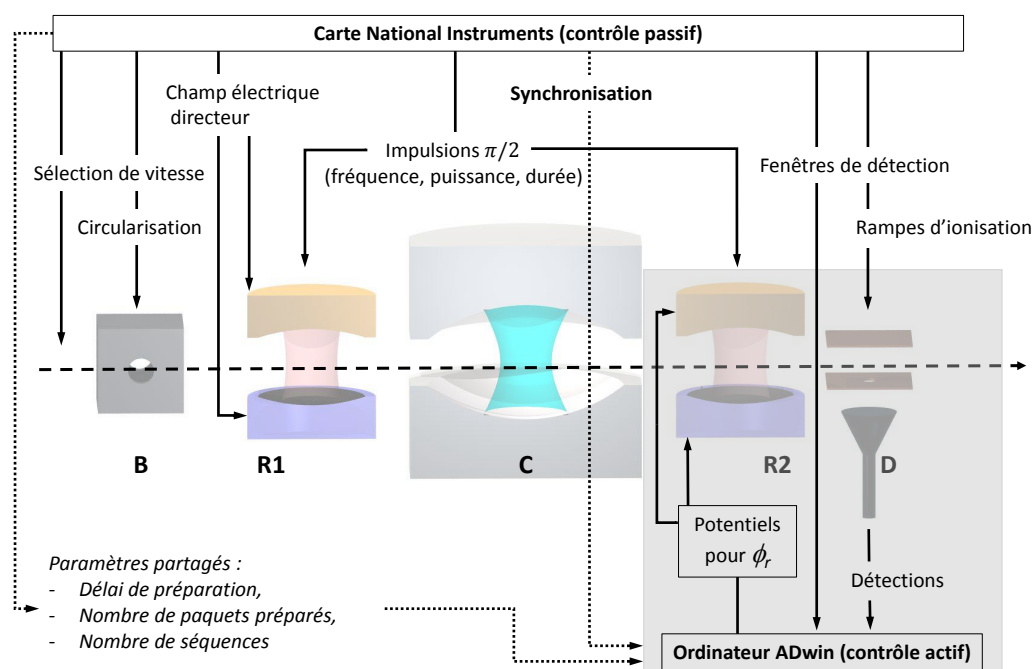 Carte National Instruments (contrôle passif)
Champ électrique
directeur
Synchronisation
Impulsions π/2
(fréquence, puissance, durée)
Sélection de vitesse
Fenêtres de détection
Circularisation
Rampes d'ionisation
B
R1
C
R2
D
Potentiels
pour ϕr
Paramètres partagés :
- Délai de préparation,
- Nombre de paquets préparés,
- Nombre de séquences
Détections
Ordinateur ADwin (contrôle actif)